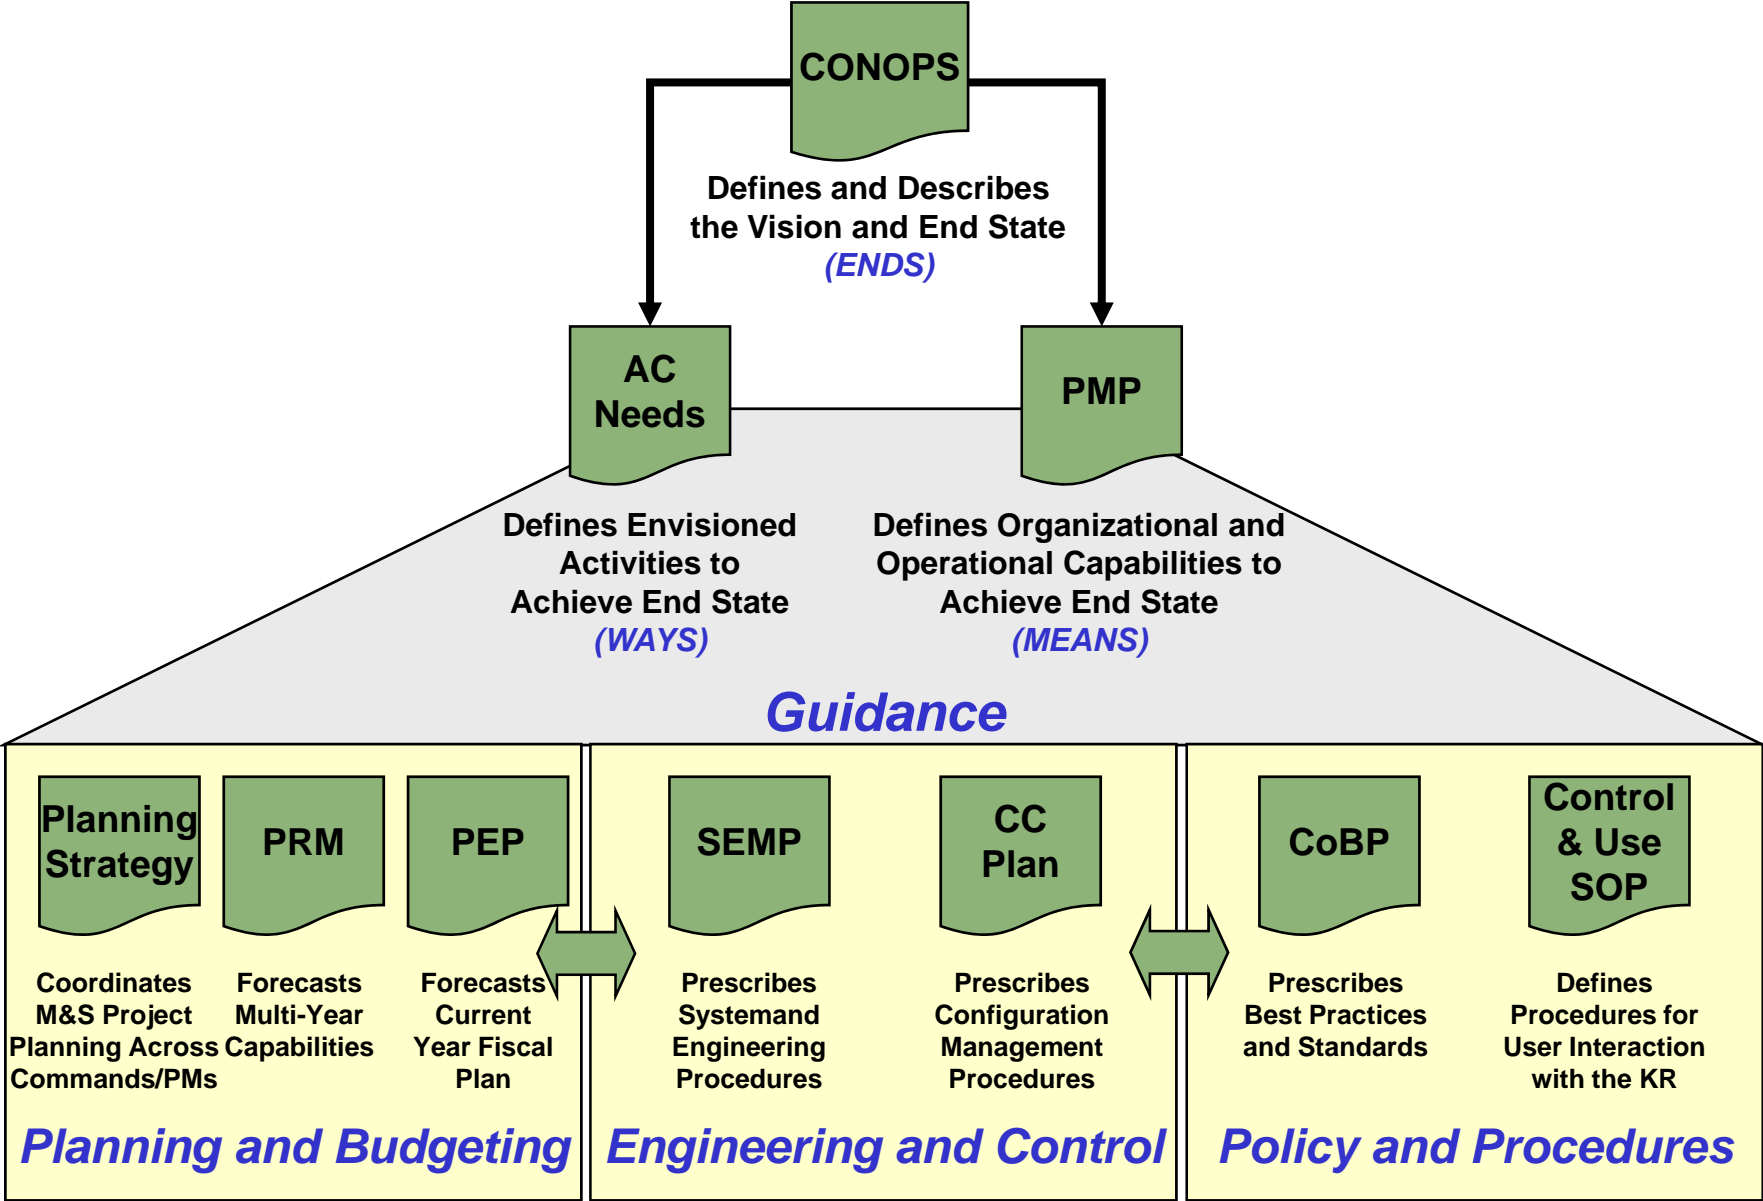 CONOPS
Defines and Describes
the Vision and End State
(ENDS)
AC
Needs
PMP
Defines Envisioned
Activities to
Achieve End State
(WAYS)
Defines Organizational and
Operational Capabilities to
Achieve End State
(MEANS)
Guidance
Planning
Strategy
PRM
PEP
SEMP
CC
Plan
CoBP
Control
& Use
SOP
Coordinates
M&S Project
Planning Across
Commands/PMs
Forecasts
Multi-Year
Capabilities
Forecasts
Current
Year Fiscal
Plan
Prescribes
Systemand
Engineering
Procedures
Prescribes
Configuration
Management
Procedures
Prescribes
Best Practices
and Standards
Defines
Procedures for
User Interaction
with the KR
Planning and Budgeting
Engineering and Control
Policy and Procedures